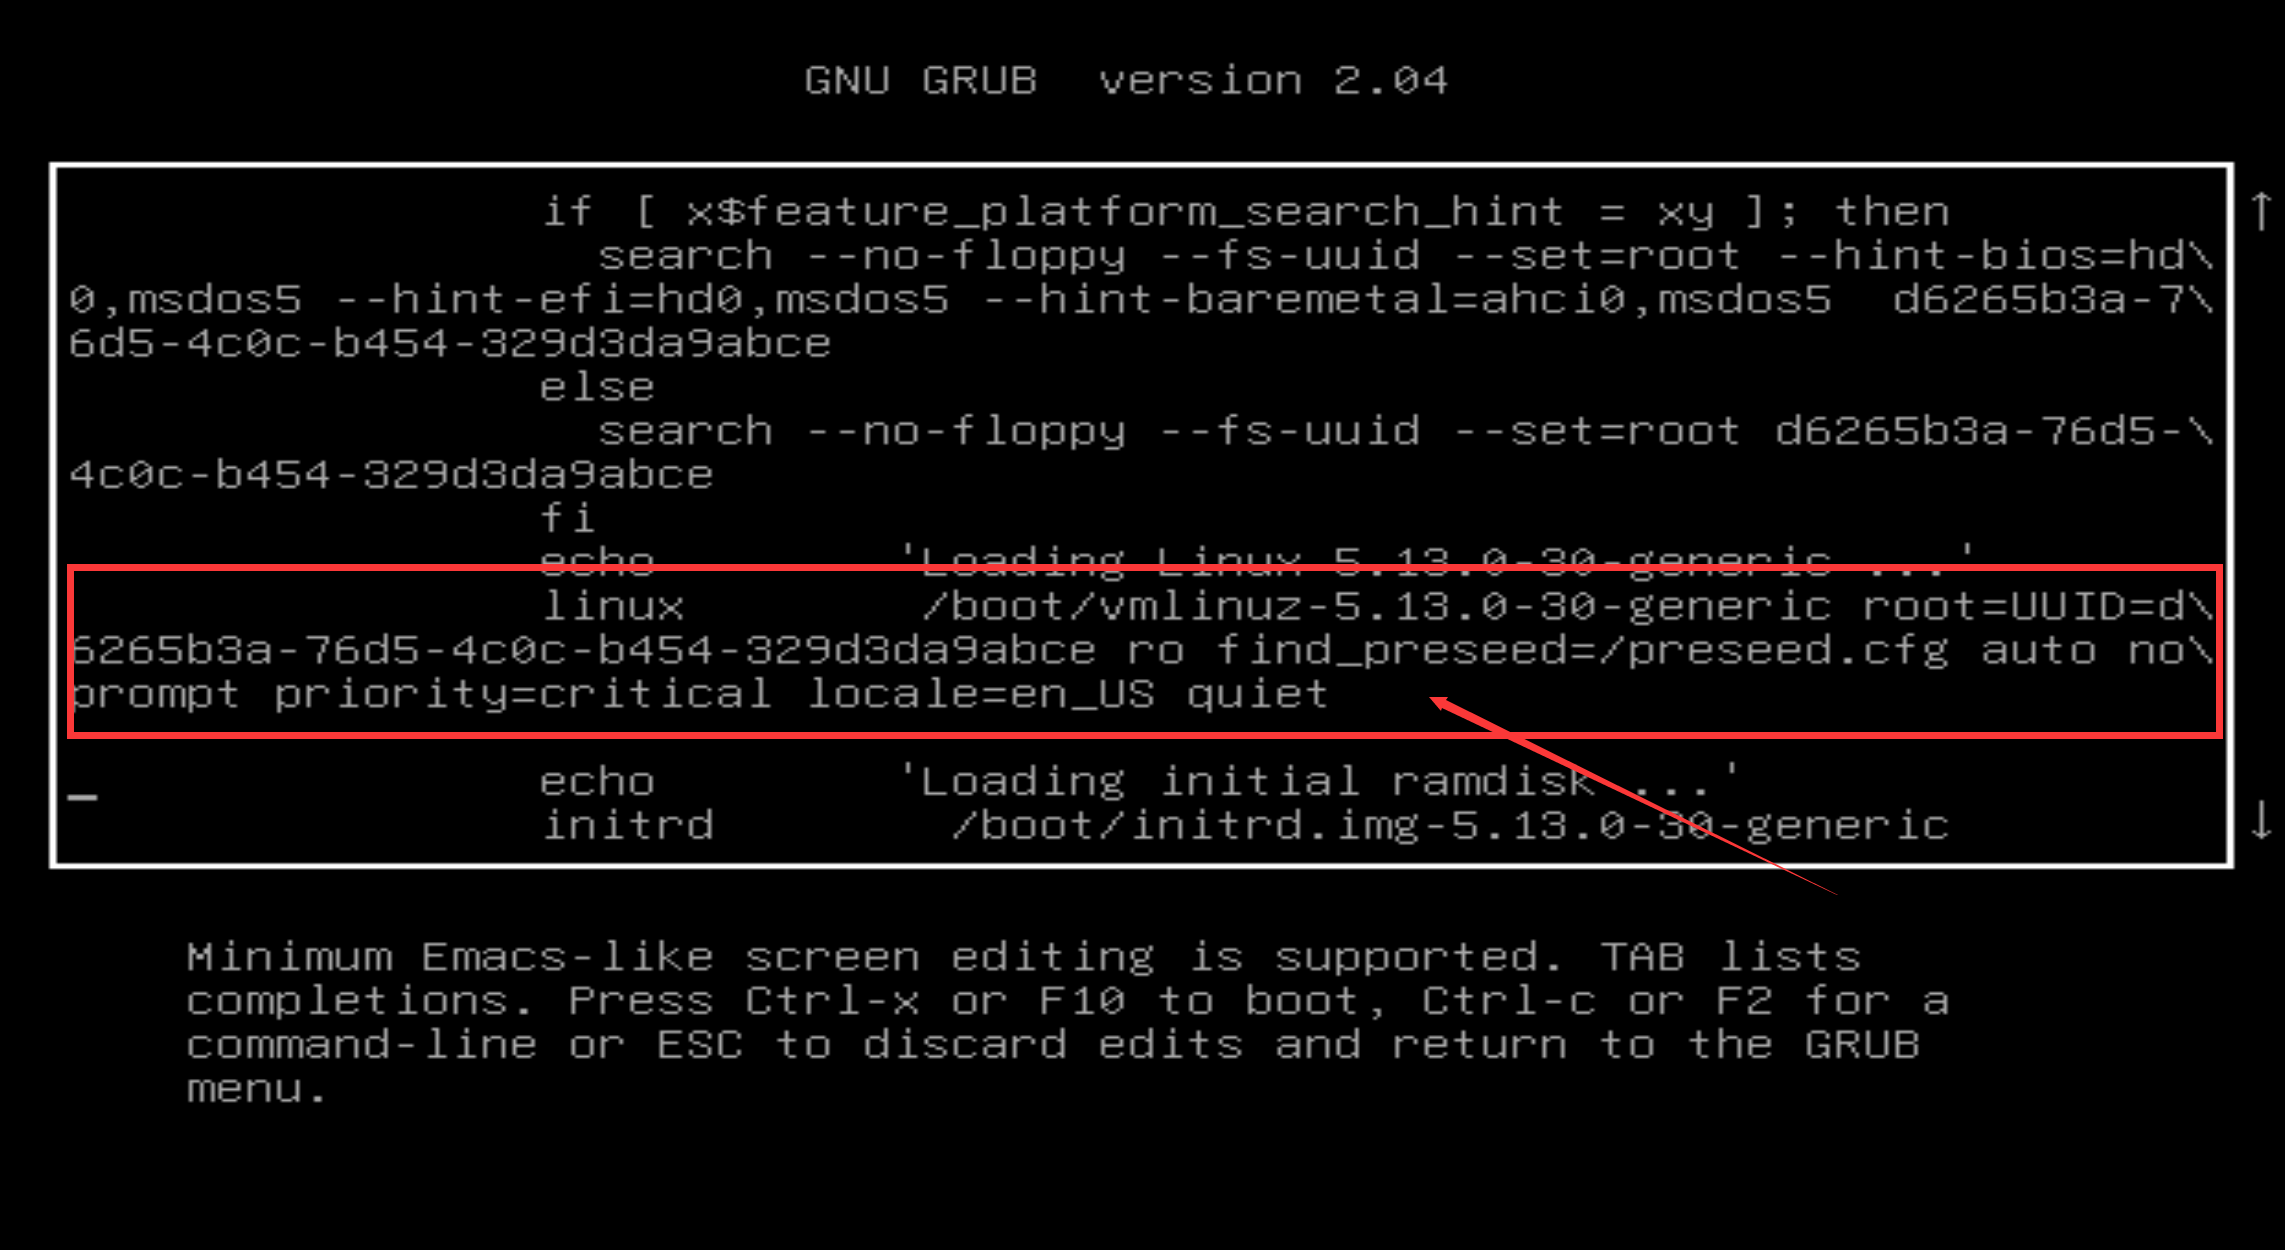 GNU GRUB  version 2.04
↑
if [ x$feature_platform_search_hint = xy ]; then
search --no-floppy --fs-uuid --set=root --hint-bios=hd\
0,msdos5 --hint-efi=hd0,msdos5 --hint-baremetal=ahci0,msdos5  d6265b3a-7\
6d5-4c0c-b454-329d3da9abce
else
search --no-floppy --fs-uuid --set=root d6265b3a-76d5-\
4c0c-b454-329d3da9abce
fi
echo 'Loading Linux 5.13.0-30-generic ...'
linux /boot/vmlinuz-5.13.0-30-generic root=UUID=d\
6265b3a-76d5-4c0c-b454-329d3da9abce ro find_preseed=/preseed.cfg auto no\
prompt priority=critical locale=en_US quiet
echo 'Loading initial ramdisk ...'
initrd /boot/initrd.img-5.13.0-30-generic
↓
Minimum Emacs-like screen editing is supported. TAB lists
completions. Press Ctrl-x or F10 to boot, Ctrl-c or F2 for a
command-line or ESC to discard edits and return to the GRUB
menu.